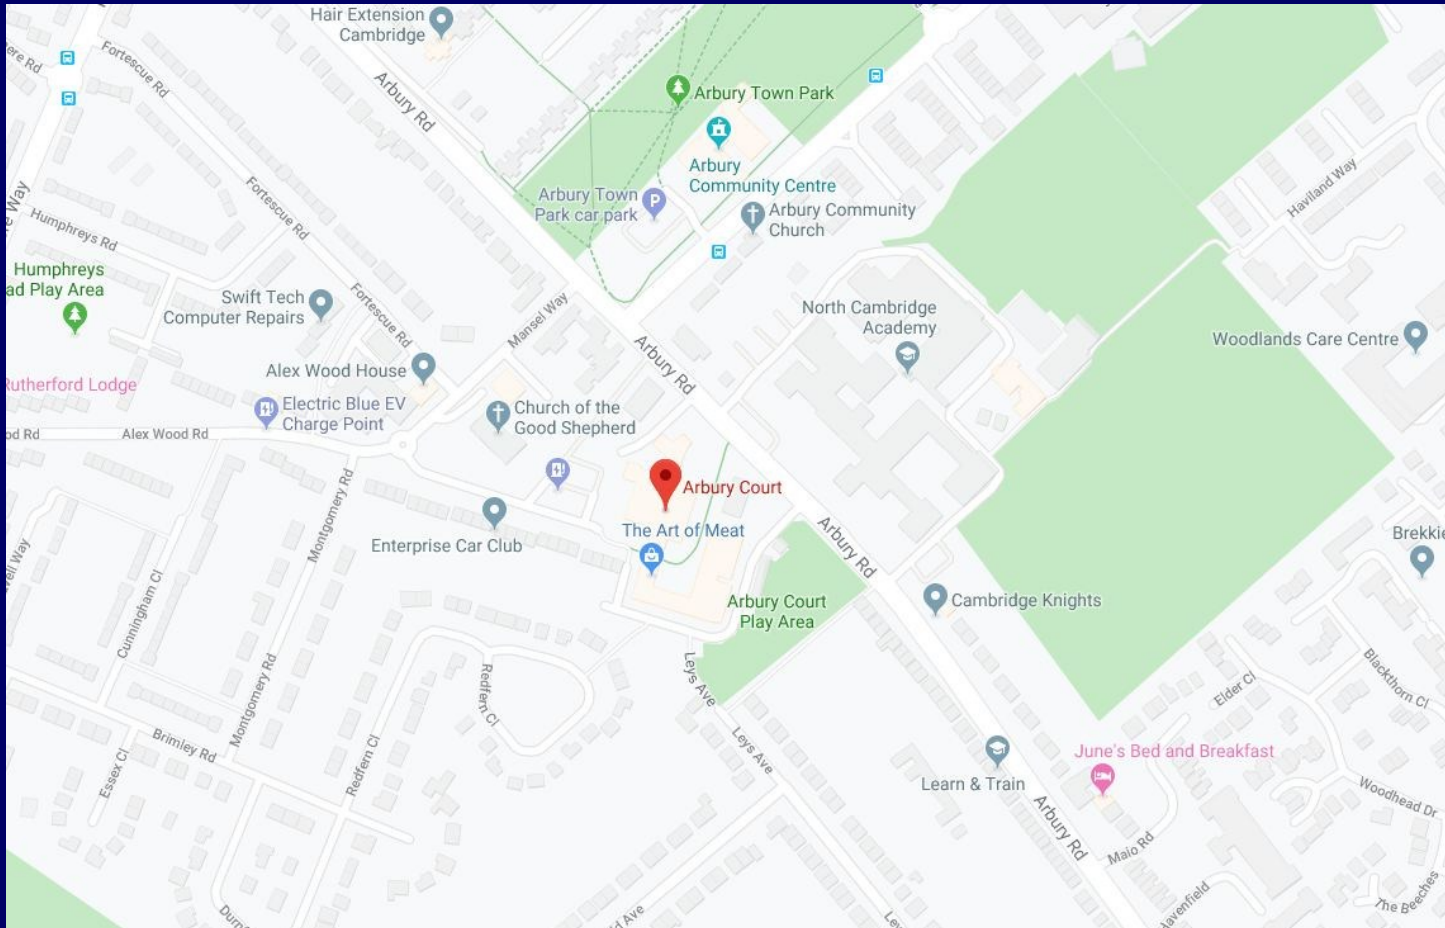 Hair Extension
Cambridge
Fortescue Rd
ere Rd
Arbury Rd
Arbury Town Park
Arbury
Community Centre
Arbury Town
Park car park
P
Arbury Community
Church
Haviland Way
Fortescue Rd
e Way
Humphreys Rd
Humphreys
ad Play Area
Swift Tech
Computer Repairs
Fortescue Rd
Mansel Way
North Cambridge
Academy
Arbury Rd
Woodlands Care Centre
Alex Wood House
Rutherford Lodge
Electric Blue EV
Charge Point
Church of the
Good Shepherd
od Rd
Alex Wood Rd
Arbury Court
Montgomery Rd
The Art of Meat
Arbury Rd
Enterprise Car Club
Brekkie
Cunningham Cl
Arbury Court
Play Area
Cambridge Knights
Leys Ave
Redfern Cl
Elder Cl
Blackthorn Cl
Montgomery Rd
Brimley Rd
Leys Ave
Essex Cl
Redfern Cl
June's Bed and Breakfast
Learn & Train
Woodhead Dr
Arbury Rd
Maio Rd
The Beeches